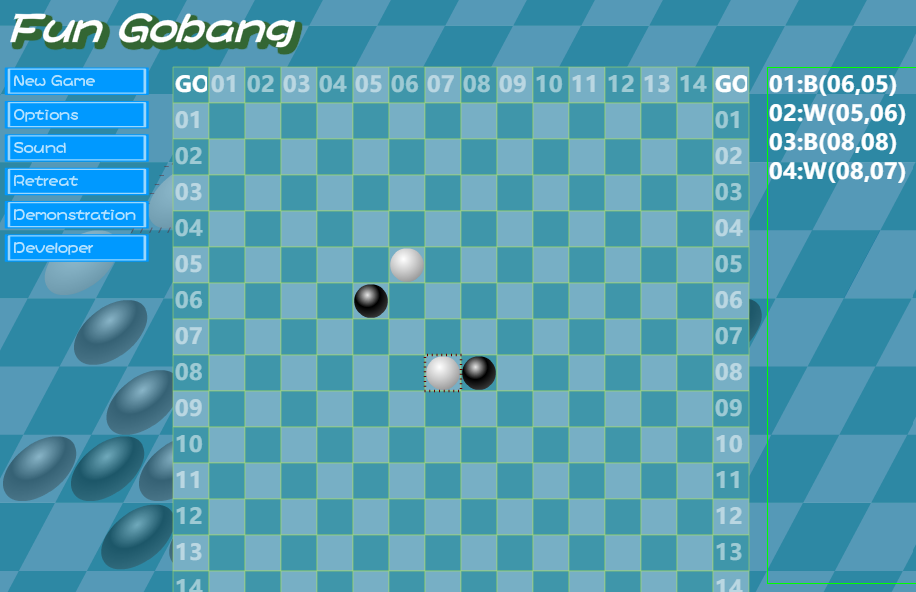 Fun Gobang
New Game
Options
Sound
Retreat
Demonstration
Developer
GO 01 02 03 04 05 06 07 08 09 10 11 12 13 14 GO
01 01
02 02
03 03
04 04
05 05
06 06
07 07
08 08
09 09
10 10
11 11
12 12
13 13
14 14
01:B(06,05)
02:W(05,06)
03:B(08,08)
04:W(08,07)